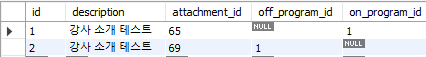 id description attachment_id off_program_id on_program_id
1 강사 소개 테스트 65 NULL 1
2 강사 소개 테스트 69 1 NULL